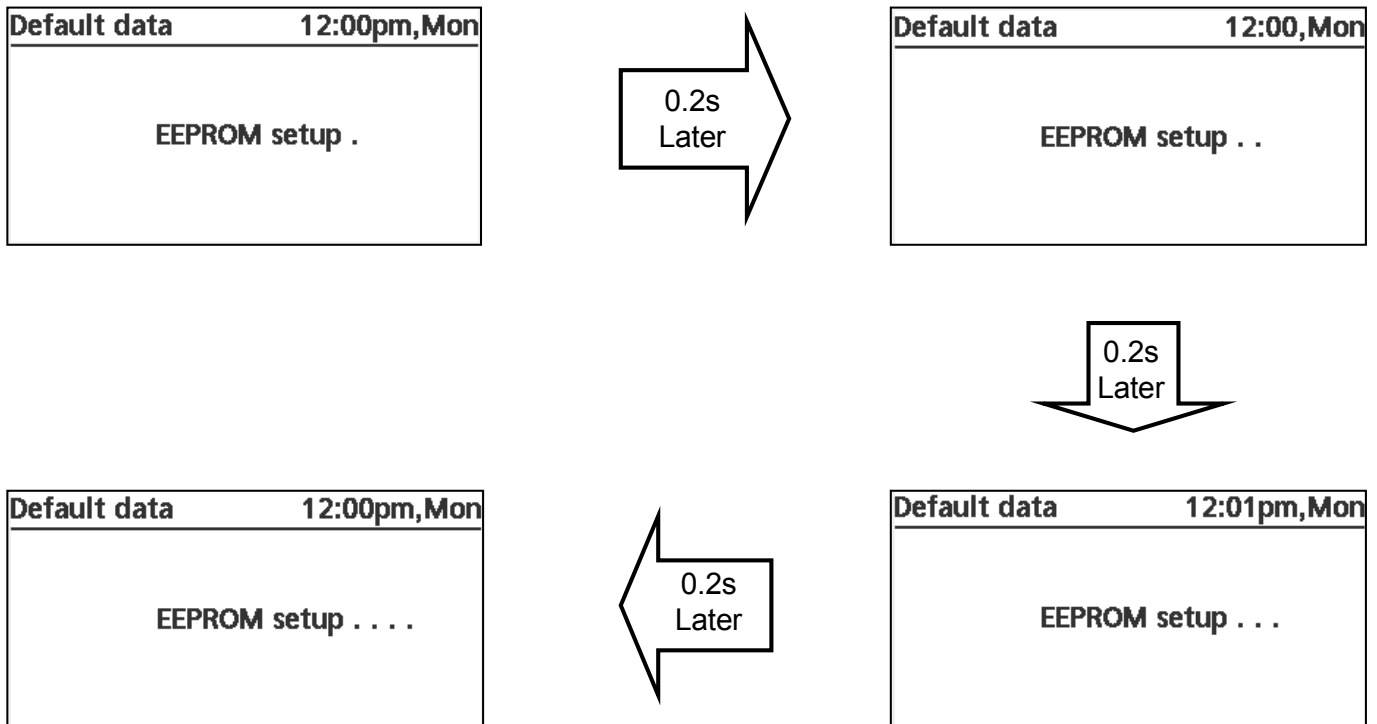 Default data 12:00pm,Mon
EEPROM setup .
0.2s
Later
Default data 12:00,Mon
EEPROM setup . .
0.2s
Later
Default data 12:01pm,Mon
EEPROM setup . . .
0.2s
Later
Default data 12:00pm,Mon
EEPROM setup . . . .